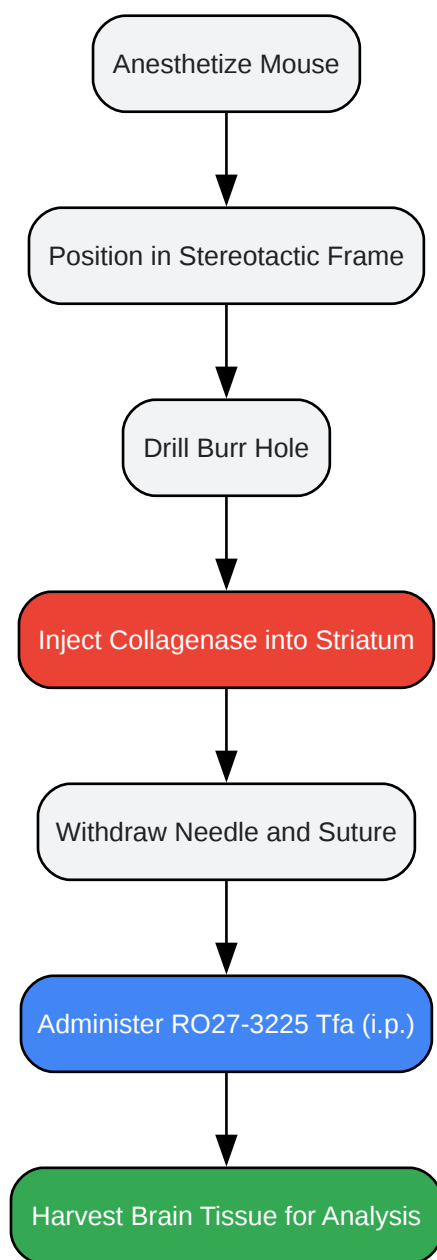 Anesthetize Mouse
Position in Stereotactic Frame
Drill Burr Hole
Inject Collagenase into Striatum
Withdraw Needle and Suture
Administer RO27-3225 Tfa (i.p.)
Harvest Brain Tissue for Analysis